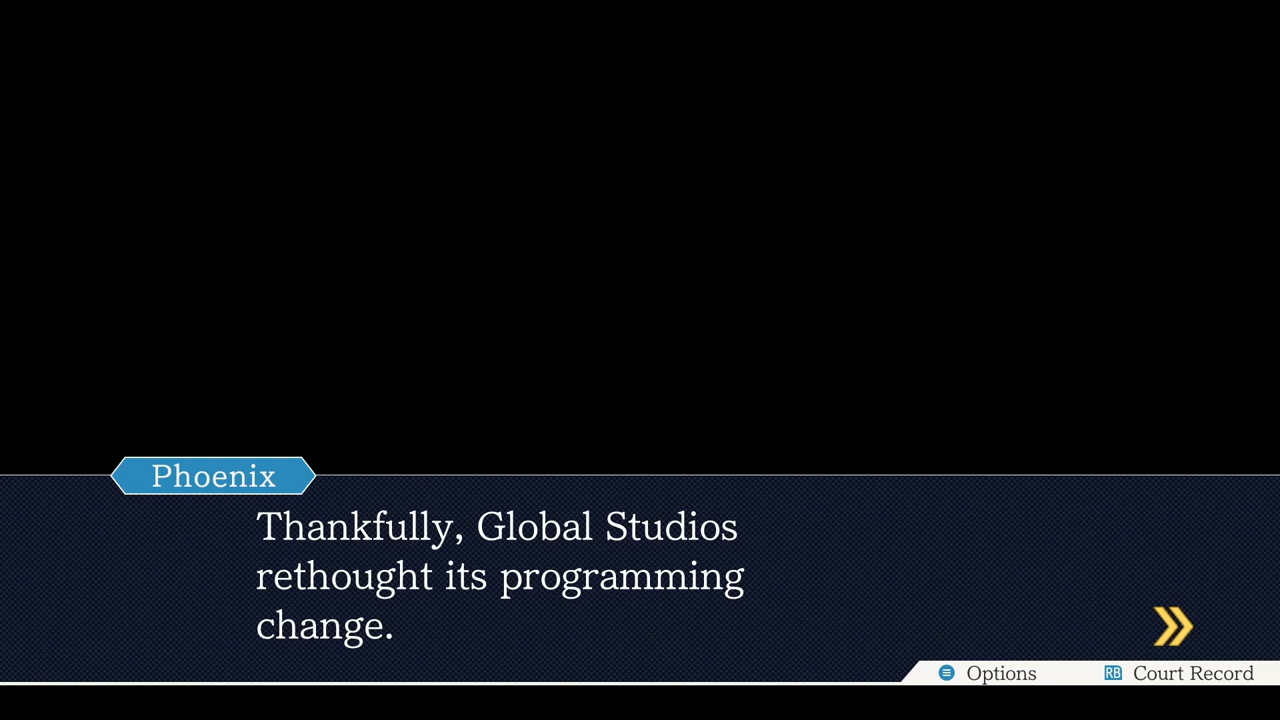 Phoenix
Thankfully, Global Studios
rethought its programming
change.
Options
RB Court Record